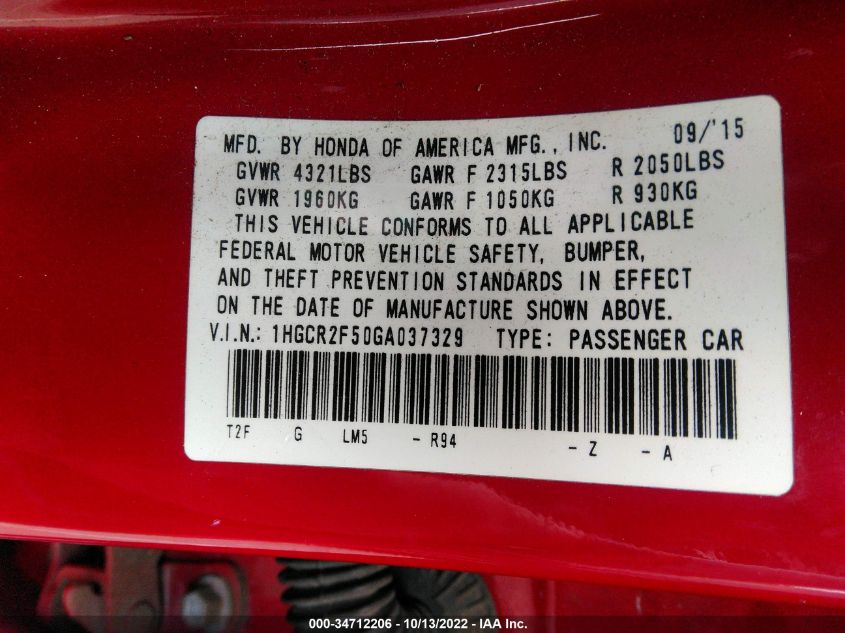 MFD. BY HONDA OF AMERICA MFG., INC. 09/'15
GVWR 4321LBS GAWR F 2315LBS R 2050LBS
GVWR 1960KG GAWR F 1050KG R 930KG
THIS VEHICLE CONFORMS TO ALL APPLICABLE
FEDERAL MOTOR VEHICLE SAFETY, BUMPER,
AND THEFT PREVENTION STANDARDS IN EFFECT
ON THE DATE OF MANUFACTURE SHOWN ABOVE.
V.I.N.: 1HGCR2F50GA037329 TYPE: PASSENGER CAR
T2F G LM5 - R94 - Z - A
000-34712206 - 10/13/2022 - IAA Inc.